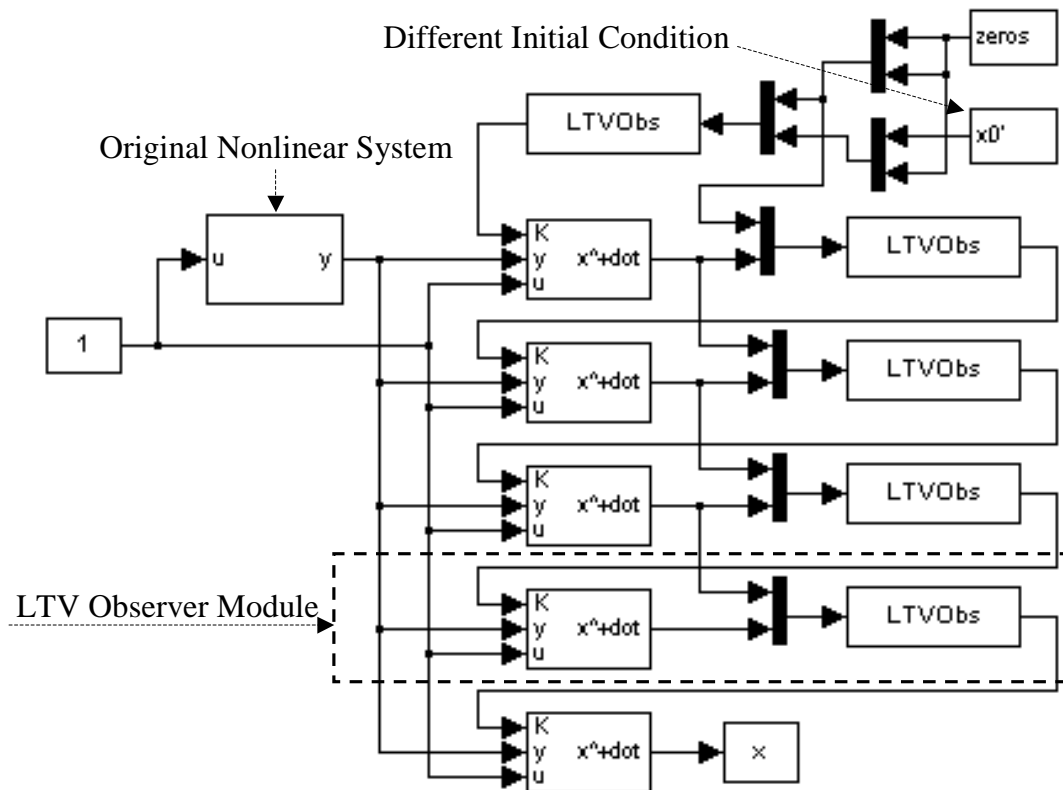 Different Initial Condition
zeros
LTVObs
x0'
Original Nonlinear System
u y
K
y x^+dot
u
LTVObs
1
K
y x^+dot
u
LTVObs
K
y x^+dot
u
LTVObs
LTV Observer Module
K
y x^+dot
u
LTVObs
K
y x^+dot
u
x